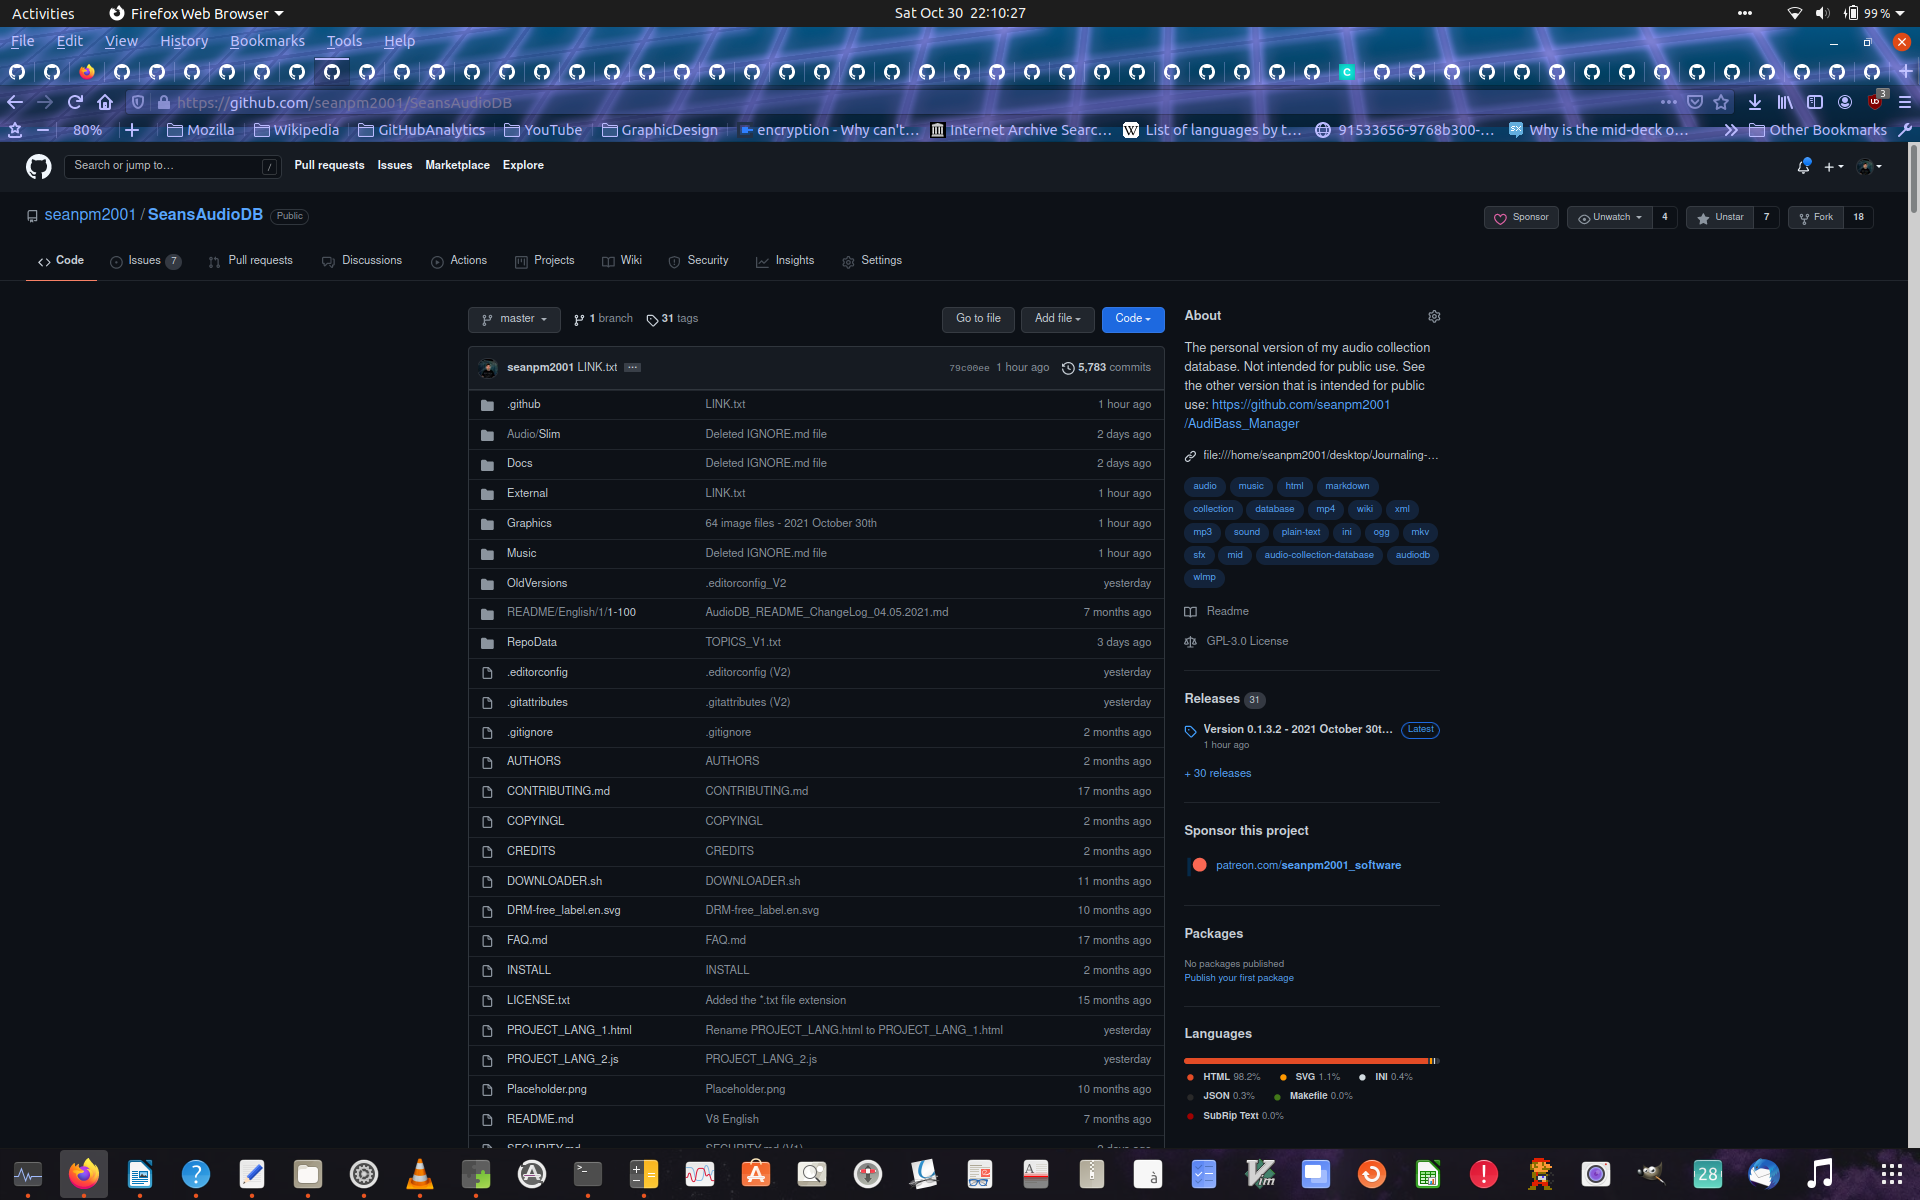 Activities Firefox Web Browser Sat Oct 30 22:10:27 99 %
File Edit View History Bookmarks Tools Help
https://github.com/seanpm2001/SeansAudioDB 3
80% Mozilla Wikipedia GitHubAnalytics YouTube GraphicDesign encryption - Why can't... Internet Archive Searc... List of languages by t... 91533656-9768b300-... Why is the mid-deck o... Other Bookmarks
Search or jump to... / Pull requests Issues Marketplace Explore
seanpm2001 / SeansAudioDB Public Sponsor Unwatch 4 Unstar 7 Fork 18
Code Issues 7 Pull requests Discussions Actions Projects Wiki Security Insights Settings
master 1 branch 31 tags Go to file Add file Code
seanpm2001 LINK.txt ... 79c00ee 1 hour ago 5,783 commits
.github LINK.txt 1 hour ago
Audio/Slim Deleted IGNORE.md file 2 days ago
Docs Deleted IGNORE.md file 2 days ago
External LINK.txt 1 hour ago
Graphics 64 image files - 2021 October 30th 1 hour ago
Music Deleted IGNORE.md file 1 hour ago
OldVersions .editorconfig_V2 yesterday
README/English/1/1-100 AudioDB_README_ChangeLog_04.05.2021.md 7 months ago
RepoData TOPICS_V1.txt 3 days ago
.editorconfig .editorconfig (V2) yesterday
.gitattributes .gitattributes (V2) yesterday
.gitignore .gitignore 2 months ago
AUTHORS AUTHORS 2 months ago
CONTRIBUTING.md CONTRIBUTING.md 17 months ago
COPYINGL COPYINGL 2 months ago
CREDITS CREDITS 2 months ago
DOWNLOADER.sh DOWNLOADER.sh 11 months ago
DRM-free_label.en.svg DRM-free_label.en.svg 10 months ago
FAQ.md FAQ.md 17 months ago
INSTALL INSTALL 2 months ago
LICENSE.txt Added the *.txt file extension 15 months ago
PROJECT_LANG_1.html Rename PROJECT_LANG.html to PROJECT_LANG_1.html yesterday
PROJECT_LANG_2.js PROJECT_LANG_2.js yesterday
Placeholder.png Placeholder.png 10 months ago
README.md V8 English 7 months ago
SECURITY.md SECURITY.md (V1)
About
The personal version of my audio collection
database. Not intended for public use. See
the other version that is intended for public
use: https://github.com/seanpm2001
/AudiBass_Manager
file:///home/seanpm2001/desktop/Journaling-...
audio music html markdown
collection database mp4 wiki xml
mp3 sound plain-text ini ogg mkv
sfx mid audio-collection-database audiodb
wlmp
Readme
GPL-3.0 License
Releases 31
Version 0.1.3.2 - 2021 October 30t... Latest
1 hour ago
+ 30 releases
Sponsor this project
patreon.com/seanpm2001_software
Packages
No packages published
Publish your first package
Languages
HTML 98.2% SVG 1.1% INI 0.4%
JSON 0.3% Makefile 0.0%
SubRip Text 0.0%
28